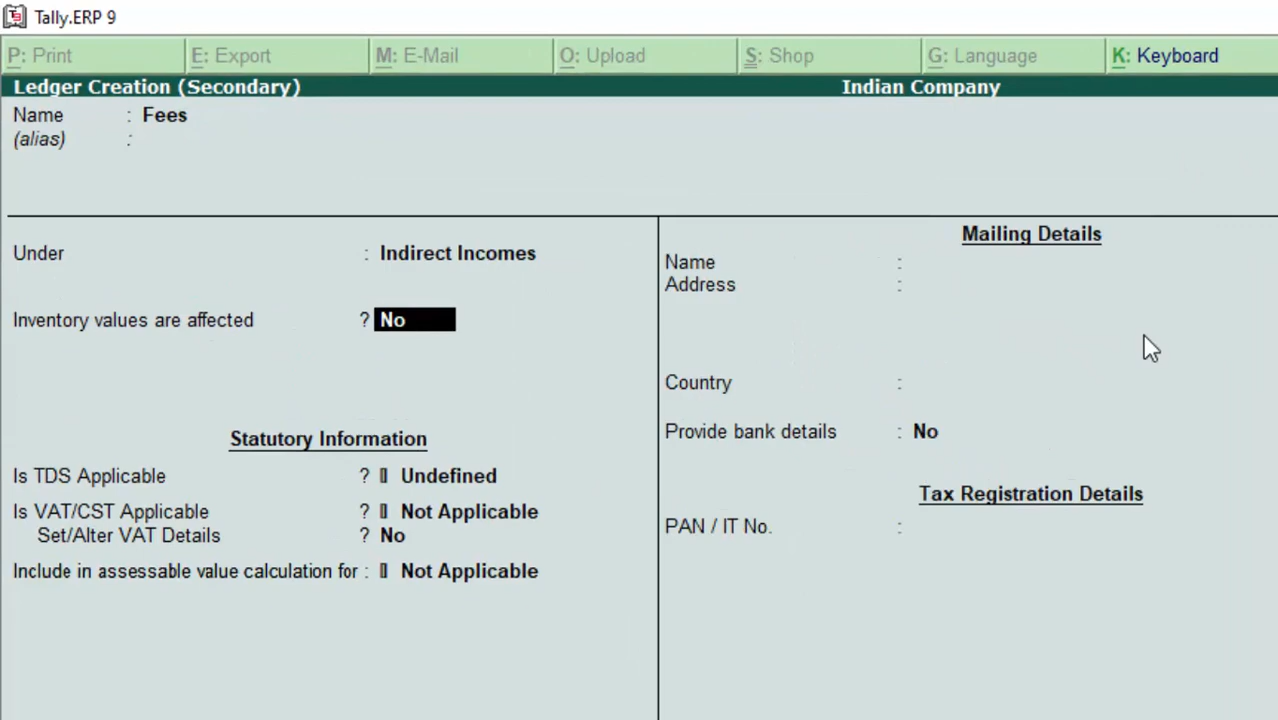 Tally.ERP 9
P: Print E: Export M: E-Mail O: Upload S: Shop G: Language K: Keyboard
Ledger Creation (Secondary) Indian Company
Name : Fees
(alias) :
Under : Indirect Incomes
Inventory values are affected ? No
Statutory Information
Is TDS Applicable ? Undefined
Is VAT/CST Applicable ? Not Applicable
Set/Alter VAT Details ? No
Include in assessable value calculation for : Not Applicable
Mailing Details
Name :
Address :
Country :
Provide bank details : No
Tax Registration Details
PAN / IT No. :